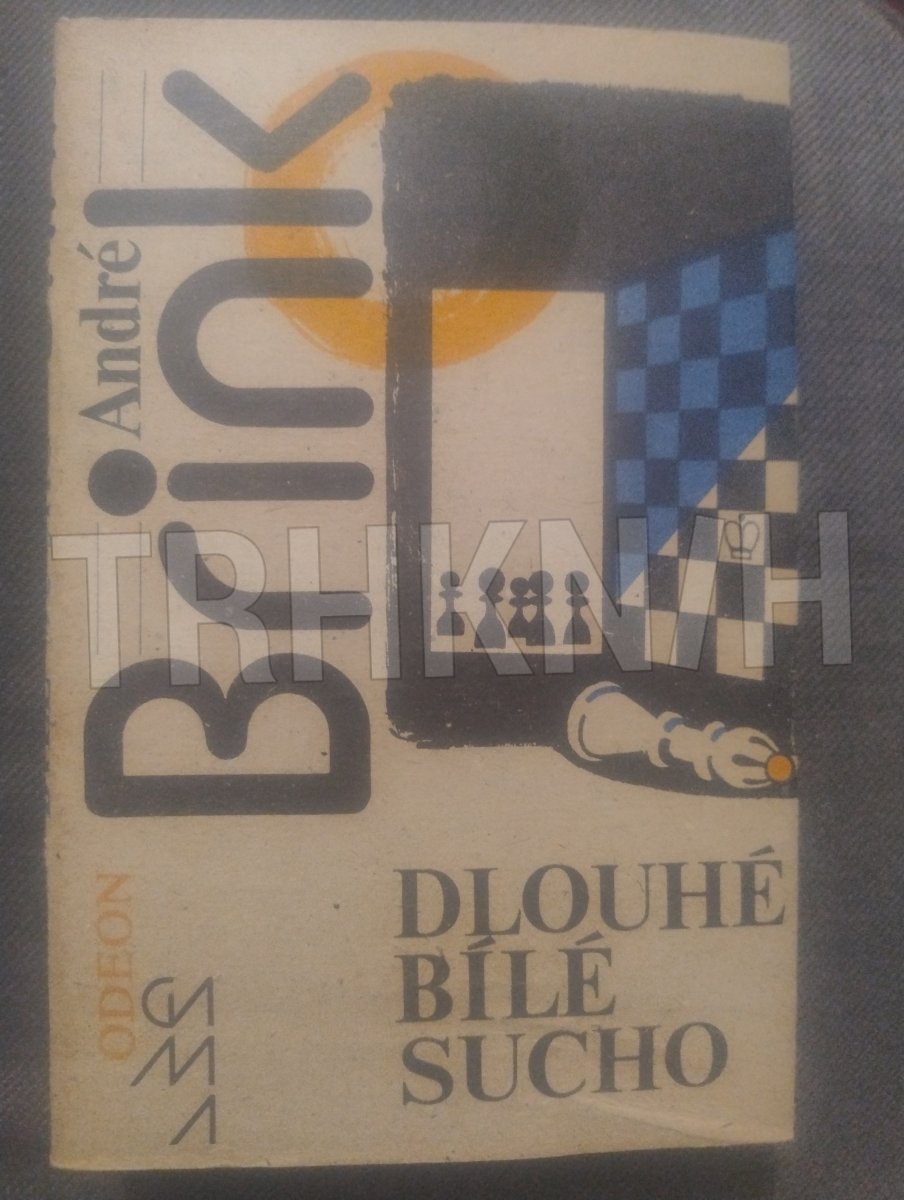 André
Brink
TRHKNIH
DLOUHÉ
BÍLÉ
SUCHO
ODEON